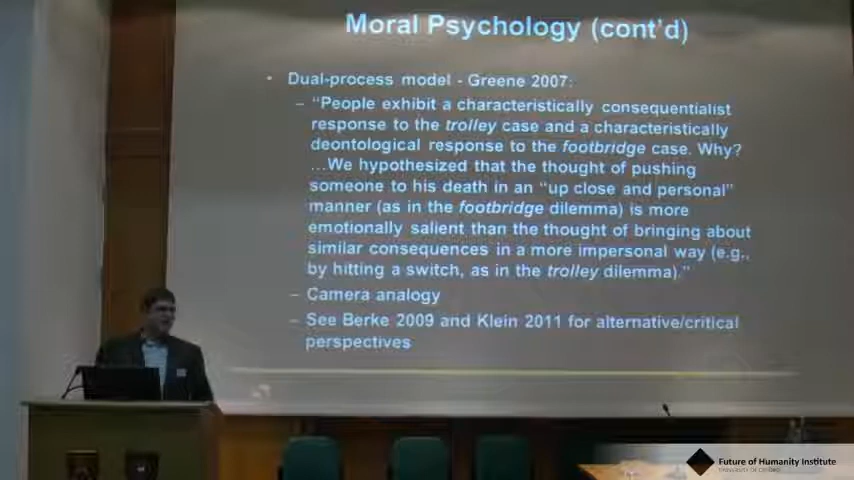 Moral Psychology (cont'd)
• Dual-process model - Greene 2007:
– "People exhibit a characteristically consequentialist
response to the trolley case and a characteristically
deontological response to the footbridge case. Why?
…We hypothesized that the thought of pushing
someone to his death in an "up close and personal"
manner (as in the footbridge dilemma) is more
emotionally salient than the thought of bringing about
similar consequences in a more impersonal way (e.g.,
by hitting a switch, as in the trolley dilemma)."
– Camera analogy
– See Berke 2009 and Klein 2011 for alternative/critical
perspectives
Future of Humanity Institute
UNIVERSITY OF OXFORD